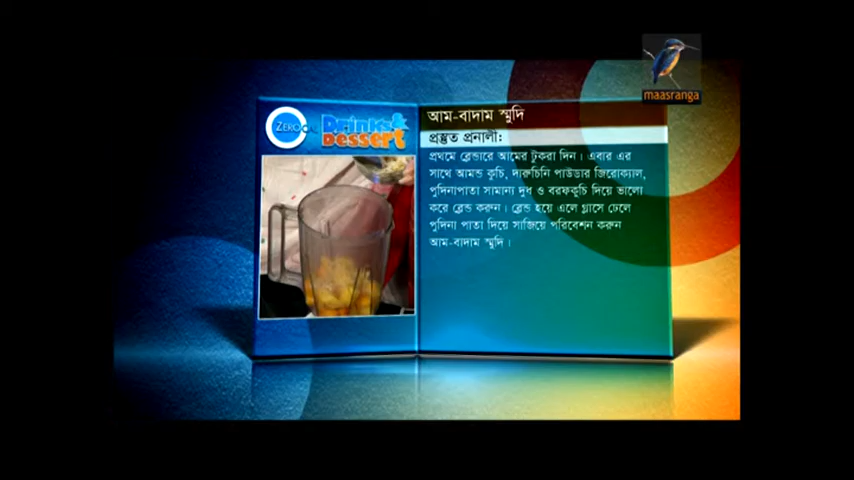 maasranga
ZERO
Drinks &
Dessert
আম-বাদাম স্মুদি
প্রস্তুত প্রনালী:
প্রথমে ব্লেন্ডারে আমের টুকরা দিন। এবার এর
সাথে আমন্ড কুচি, দারুচিনি পাউডার জিরোক্যাল,
পুদিনাপাতা সামান্য দুধ ও বরফকুচি দিয়ে ভালো
করে ব্লেন্ড করুন। ব্লেন্ড হয়ে এলে গ্লাসে ঢেলে
পুদিনা পাতা দিয়ে সাজিয়ে পরিবেশন করুন
আম-বাদাম স্মুদি।